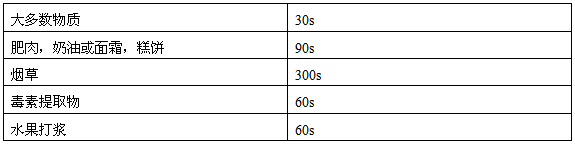 大多数物质 30s
肥肉，奶油或面霜，糕饼 90s
烟草 300s
毒素提取物 60s
水果打浆 60s